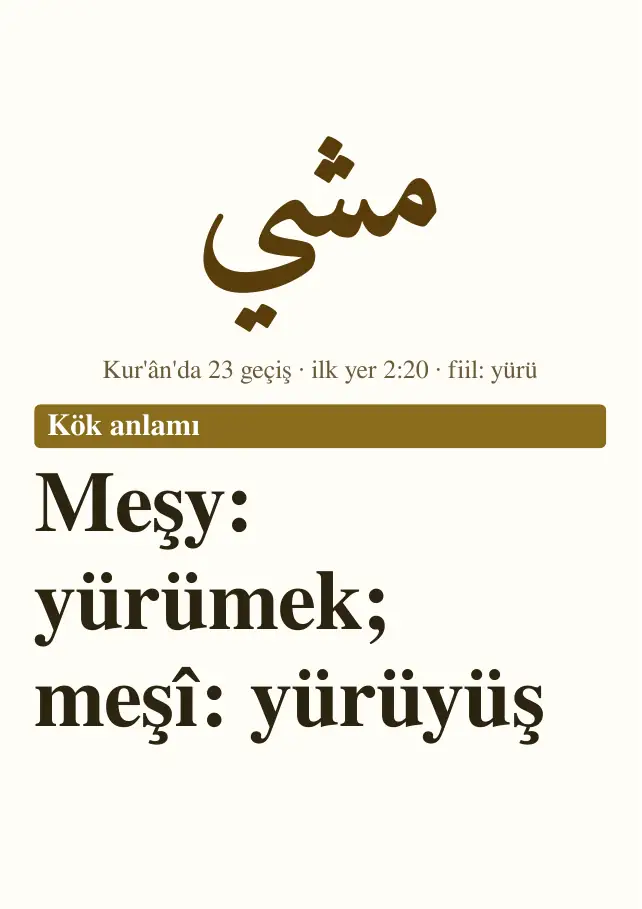 مشي
Kur'ân'da 23 geçiş · ilk yer 2:20 · fiil: yürü
Kök anlamı
Meşy:
yürümek;
meşî: yürüyüş